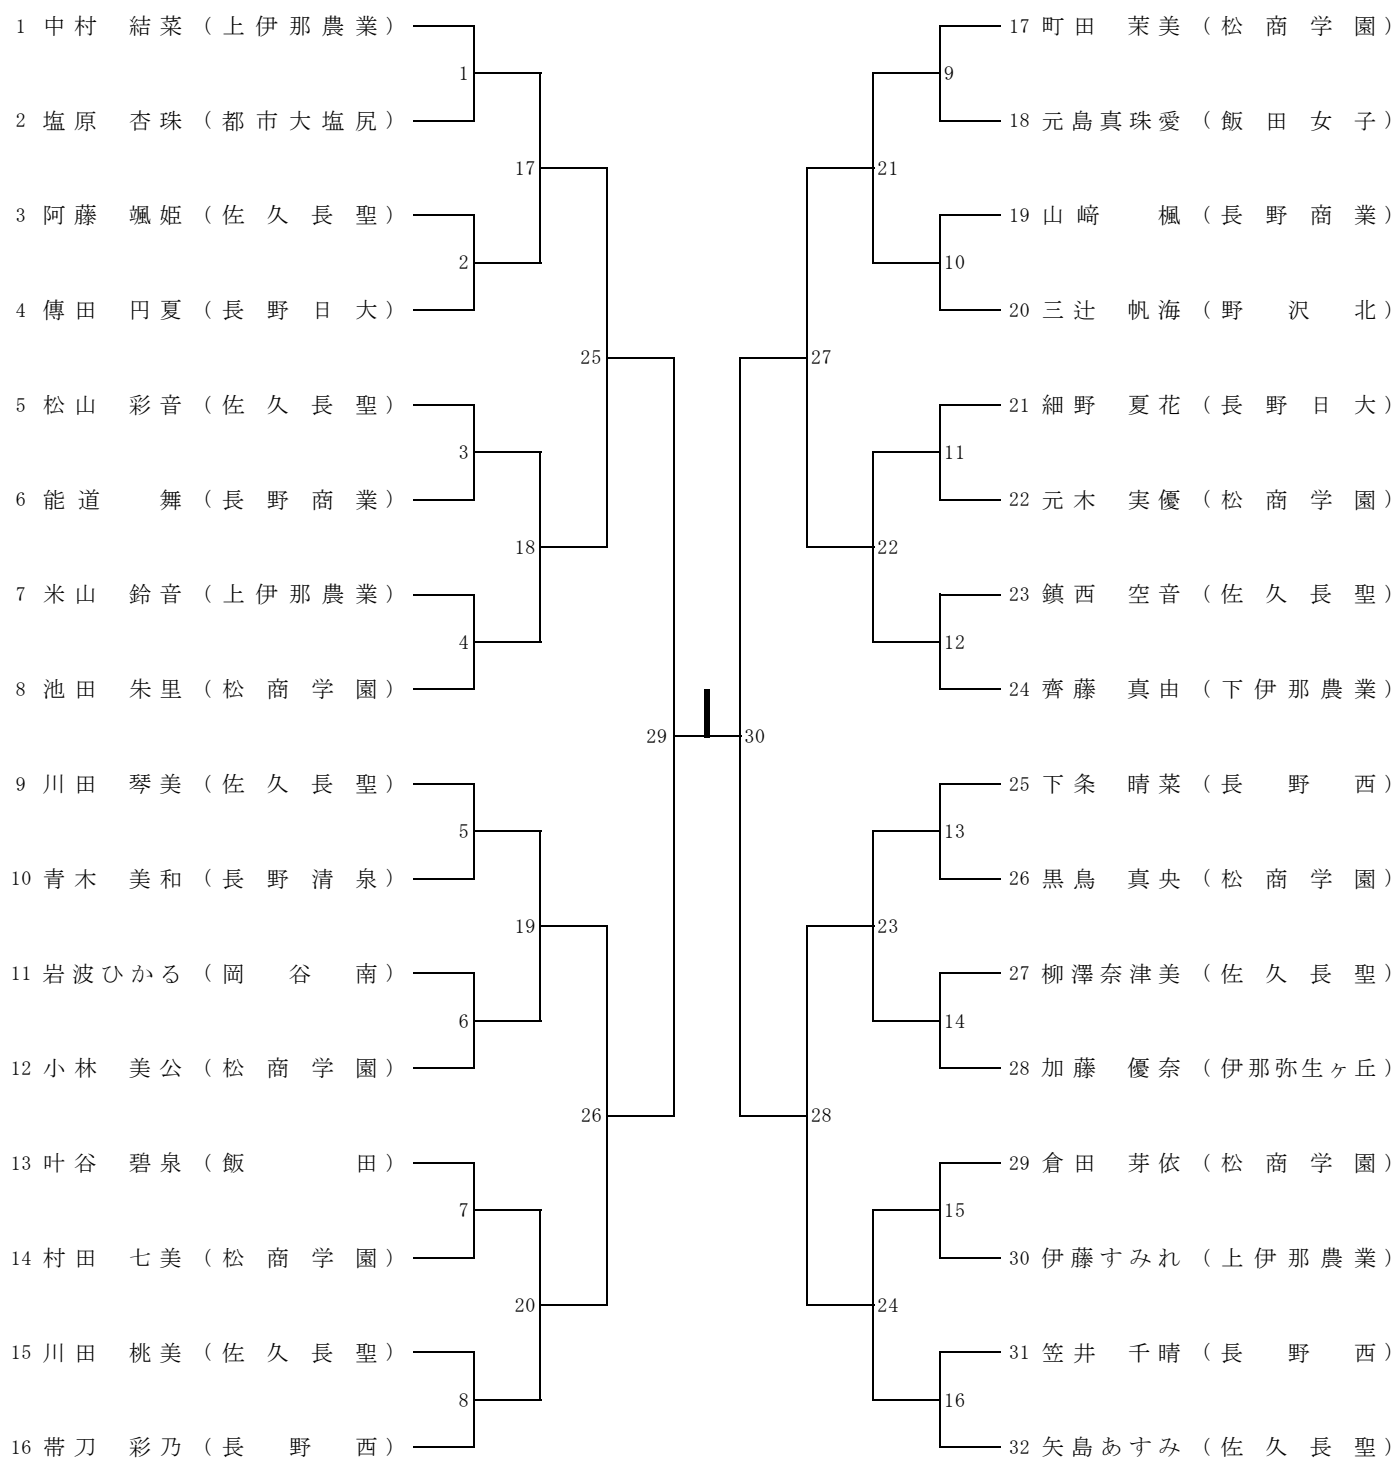 1 中村 結菜 (上伊那農業)
1
2 塩原 杏珠 (都市大塩尻)
17
3 阿藤 颯姫 (佐久長聖)
2
4 傳田 円夏 (長野日大)
25
5 松山 彩音 (佐久長聖)
3
6 能道 舞 (長野商業)
18
7 米山 鈴音 (上伊那農業)
4
8 池田 朱里 (松商学園)
29
9 川田 琴美 (佐久長聖)
5
10 青木 美和 (長野清泉)
19
11 岩波ひかる (岡谷南)
6
12 小林 美公 (松商学園)
26
13 叶谷 碧泉 (飯田)
7
14 村田 七美 (松商学園)
20
15 川田 桃美 (佐久長聖)
8
16 帯刀 彩乃 (長野西)
17 町田 茉美 (松商学園)
9
18 元島真珠愛 (飯田女子)
21
19 山﨑 楓 (長野商業)
10
20 三辻 帆海 (野沢北)
27
21 細野 夏花 (長野日大)
11
22 元木 実優 (松商学園)
22
23 鎮西 空音 (佐久長聖)
12
24 齊藤 真由 (下伊那農業)
30
25 下条 晴菜 (長野西)
13
26 黒鳥 真央 (松商学園)
23
27 柳澤奈津美 (佐久長聖)
14
28 加藤 優奈 (伊那弥生ヶ丘)
28
29 倉田 芽依 (松商学園)
15
30 伊藤すみれ (上伊那農業)
24
31 笠井 千晴 (長野西)
16
32 矢島あすみ (佐久長聖)